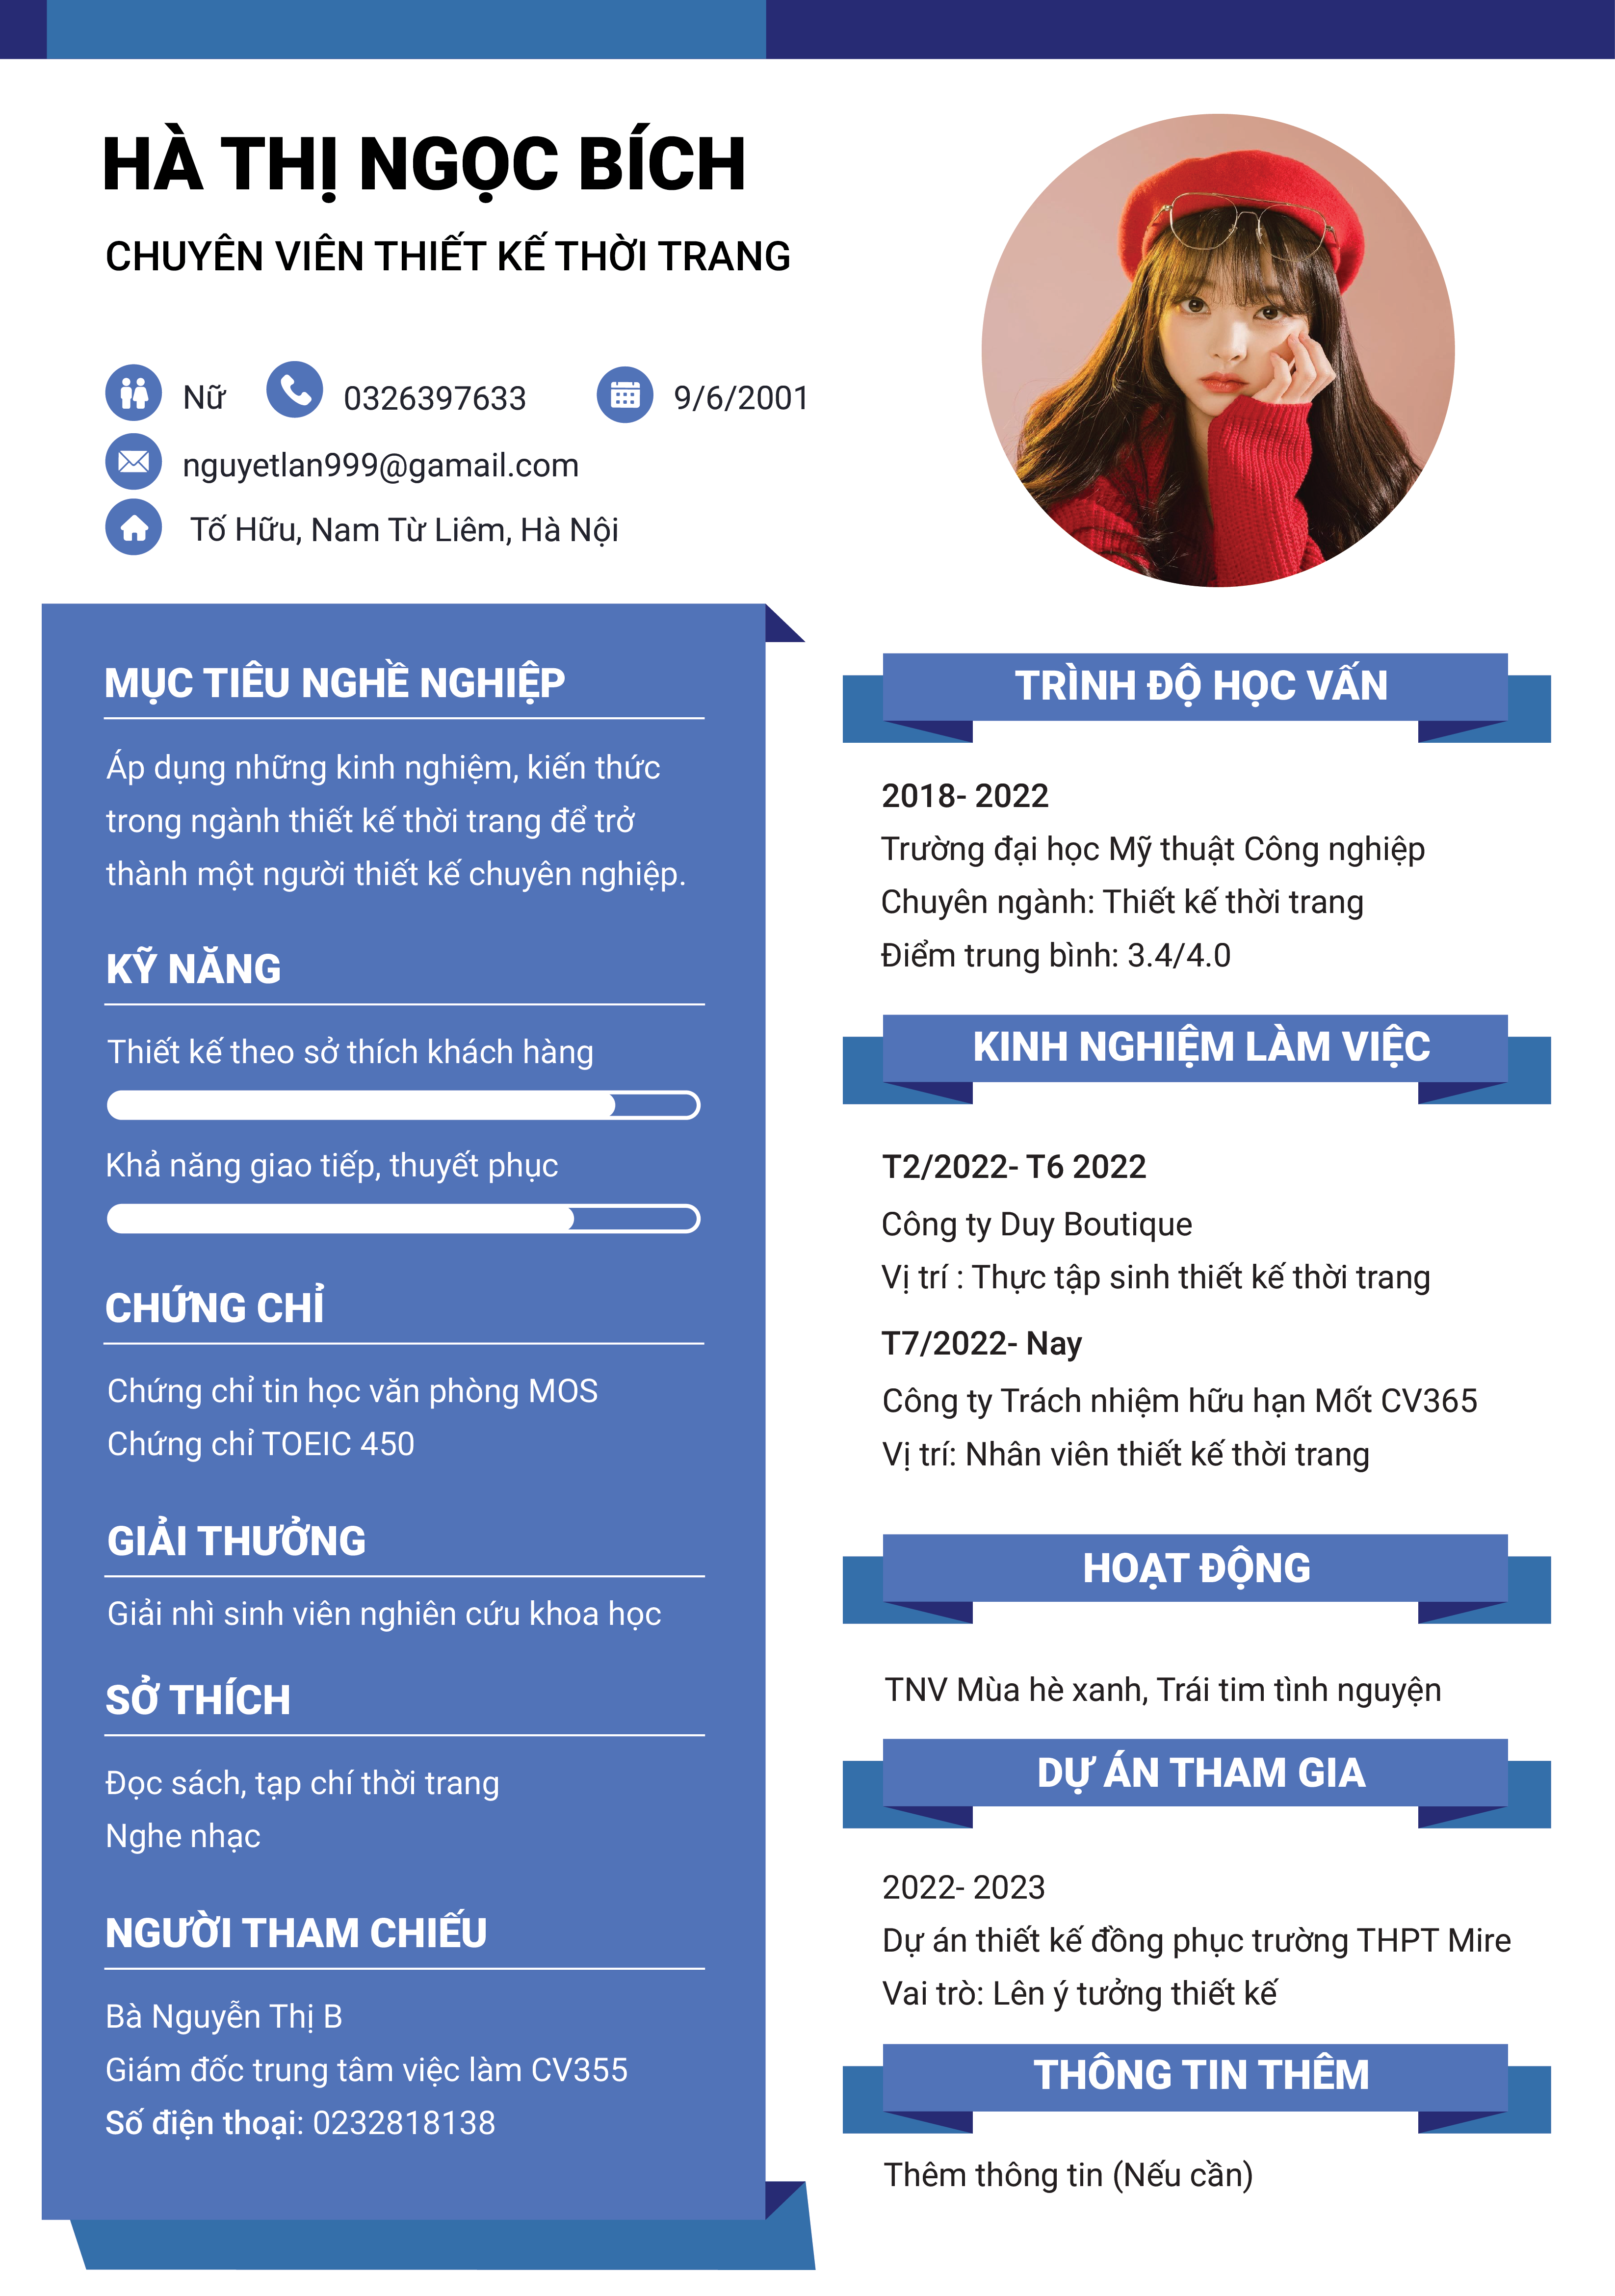 HÀ THỊ NGỌC BÍCH
CHUYÊN VIÊN THIẾT KẾ THỜI TRANG
Nữ 0326397633 9/6/2001
nguyetlan999@gamail.com
Tố Hữu, Nam Từ Liêm, Hà Nội
MỤC TIÊU NGHỀ NGHIỆP
Áp dụng những kinh nghiệm, kiến thức
trong ngành thiết kế thời trang để trở
thành một người thiết kế chuyên nghiệp.
KỸ NĂNG
Thiết kế theo sở thích khách hàng
Khả năng giao tiếp, thuyết phục
CHỨNG CHỈ
Chứng chỉ tin học văn phòng MOS
Chứng chỉ TOEIC 450
GIẢI THƯỞNG
Giải nhì sinh viên nghiên cứu khoa học
SỞ THÍCH
Đọc sách, tạp chí thời trang
Nghe nhạc
NGƯỜI THAM CHIẾU
Bà Nguyễn Thị B
Giám đốc trung tâm việc làm CV355
Số điện thoại: 0232818138
TRÌNH ĐỘ HỌC VẤN
2018- 2022
Trường đại học Mỹ thuật Công nghiệp
Chuyên ngành: Thiết kế thời trang
Điểm trung bình: 3.4/4.0
KINH NGHIỆM LÀM VIỆC
T2/2022- T6 2022
Công ty Duy Boutique
Vị trí : Thực tập sinh thiết kế thời trang
T7/2022- Nay
Công ty Trách nhiệm hữu hạn Mốt CV365
Vị trí: Nhân viên thiết kế thời trang
HOẠT ĐỘNG
TNV Mùa hè xanh, Trái tim tình nguyện
DỰ ÁN THAM GIA
2022- 2023
Dự án thiết kế đồng phục trường THPT Mire
Vai trò: Lên ý tưởng thiết kế
THÔNG TIN THÊM
Thêm thông tin (Nếu cần)